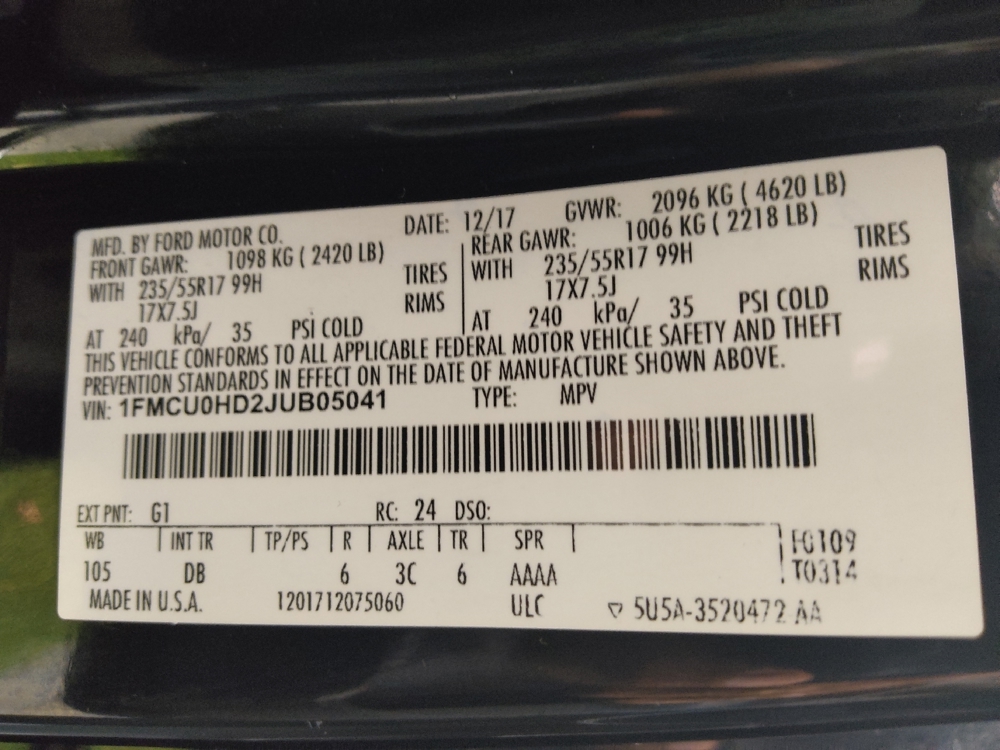 MFD. BY FORD MOTOR CO. DATE: 12/17 GVWR: 2096 KG ( 4620 LB)
FRONT GAWR: 1098 KG ( 2420 LB) REAR GAWR: 1006 KG ( 2218 LB)
WITH 235/55R17 99H TIRES WITH 235/55R17 99H TIRES
17X7.5J RIMS 17X7.5J RIMS
AT 240 kPa/ 35 PSI COLD AT 240 kPa/ 35 PSI COLD
THIS VEHICLE CONFORMS TO ALL APPLICABLE FEDERAL MOTOR VEHICLE SAFETY AND THEFT
PREVENTION STANDARDS IN EFFECT ON THE DATE OF MANUFACTURE SHOWN ABOVE.
VIN: 1FMCU0HD2JUB05041 TYPE: MPV
EXT PNT: G1 RC: 24 DSO:
WB INT TR TP/PS R AXLE TR SPR F0109
105 DB 6 3C 6 AAAA T0314
MADE IN U.S.A. 1201712075060 ULC 5U5A-3520472 AA